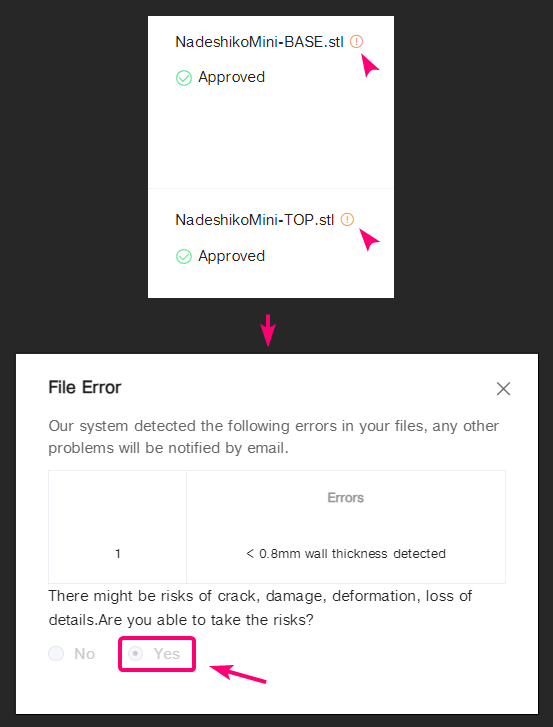 NadeshikoMini-BASE.stl
Approved
NadeshikoMini-TOP.stl
Approved
File Error
Our system detected the following errors in your files, any other
problems will be notified by email.
Errors
1 < 0.8mm wall thickness detected
There might be risks of crack, damage, deformation, loss of
details.Are you able to take the risks?
No Yes